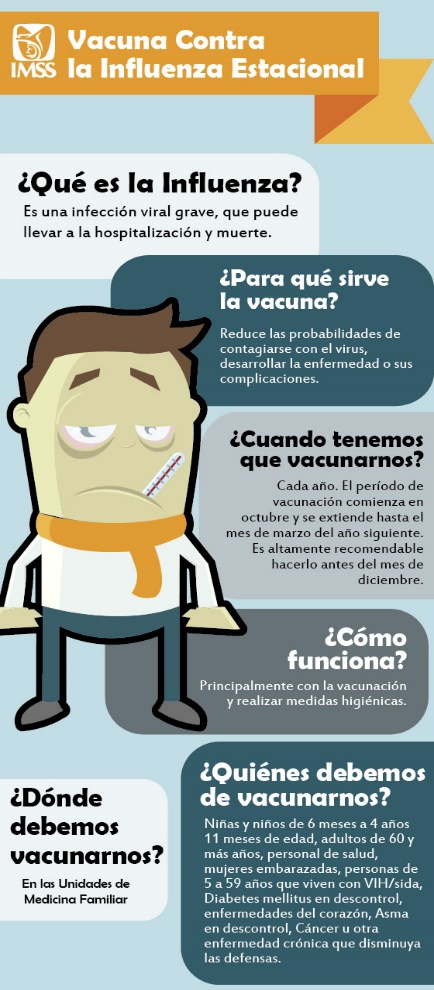 IMSS
Vacuna Contra
la Influenza Estacional
¿Qué es la Influenza?
Es una infección viral grave, que puede
llevar a la hospitalización y muerte.
¿Para qué sirve
la vacuna?
Reduce las probabilidades de
contagiarse con el virus,
desarrollar la enfermedad o sus
complicaciones.
¿Cuando tenemos
que vacunarnos?
Cada año. El período de
vacunación comienza en
octubre y se extiende hasta el
mes de marzo del año siguiente.
Es altamente recomendable
hacerlo antes del mes de
diciembre.
¿Cómo
funciona?
Principalmente con la vacunación
y realizar medidas higiénicas.
¿Dónde
debemos
vacunarnos?
En las Unidades de
Medicina Familiar
¿Quiénes debemos
de vacunarnos?
Niñas y niños de 6 meses a 4 años
11 meses de edad, adultos de 60 y
más años, personal de salud,
mujeres embarazadas, personas de
5 a 59 años que viven con VIH/sida,
Diabetes mellitus en descontrol,
enfermedades del corazón, Asma
en descontrol, Cáncer u otra
enfermedad crónica que disminuya
las defensas.